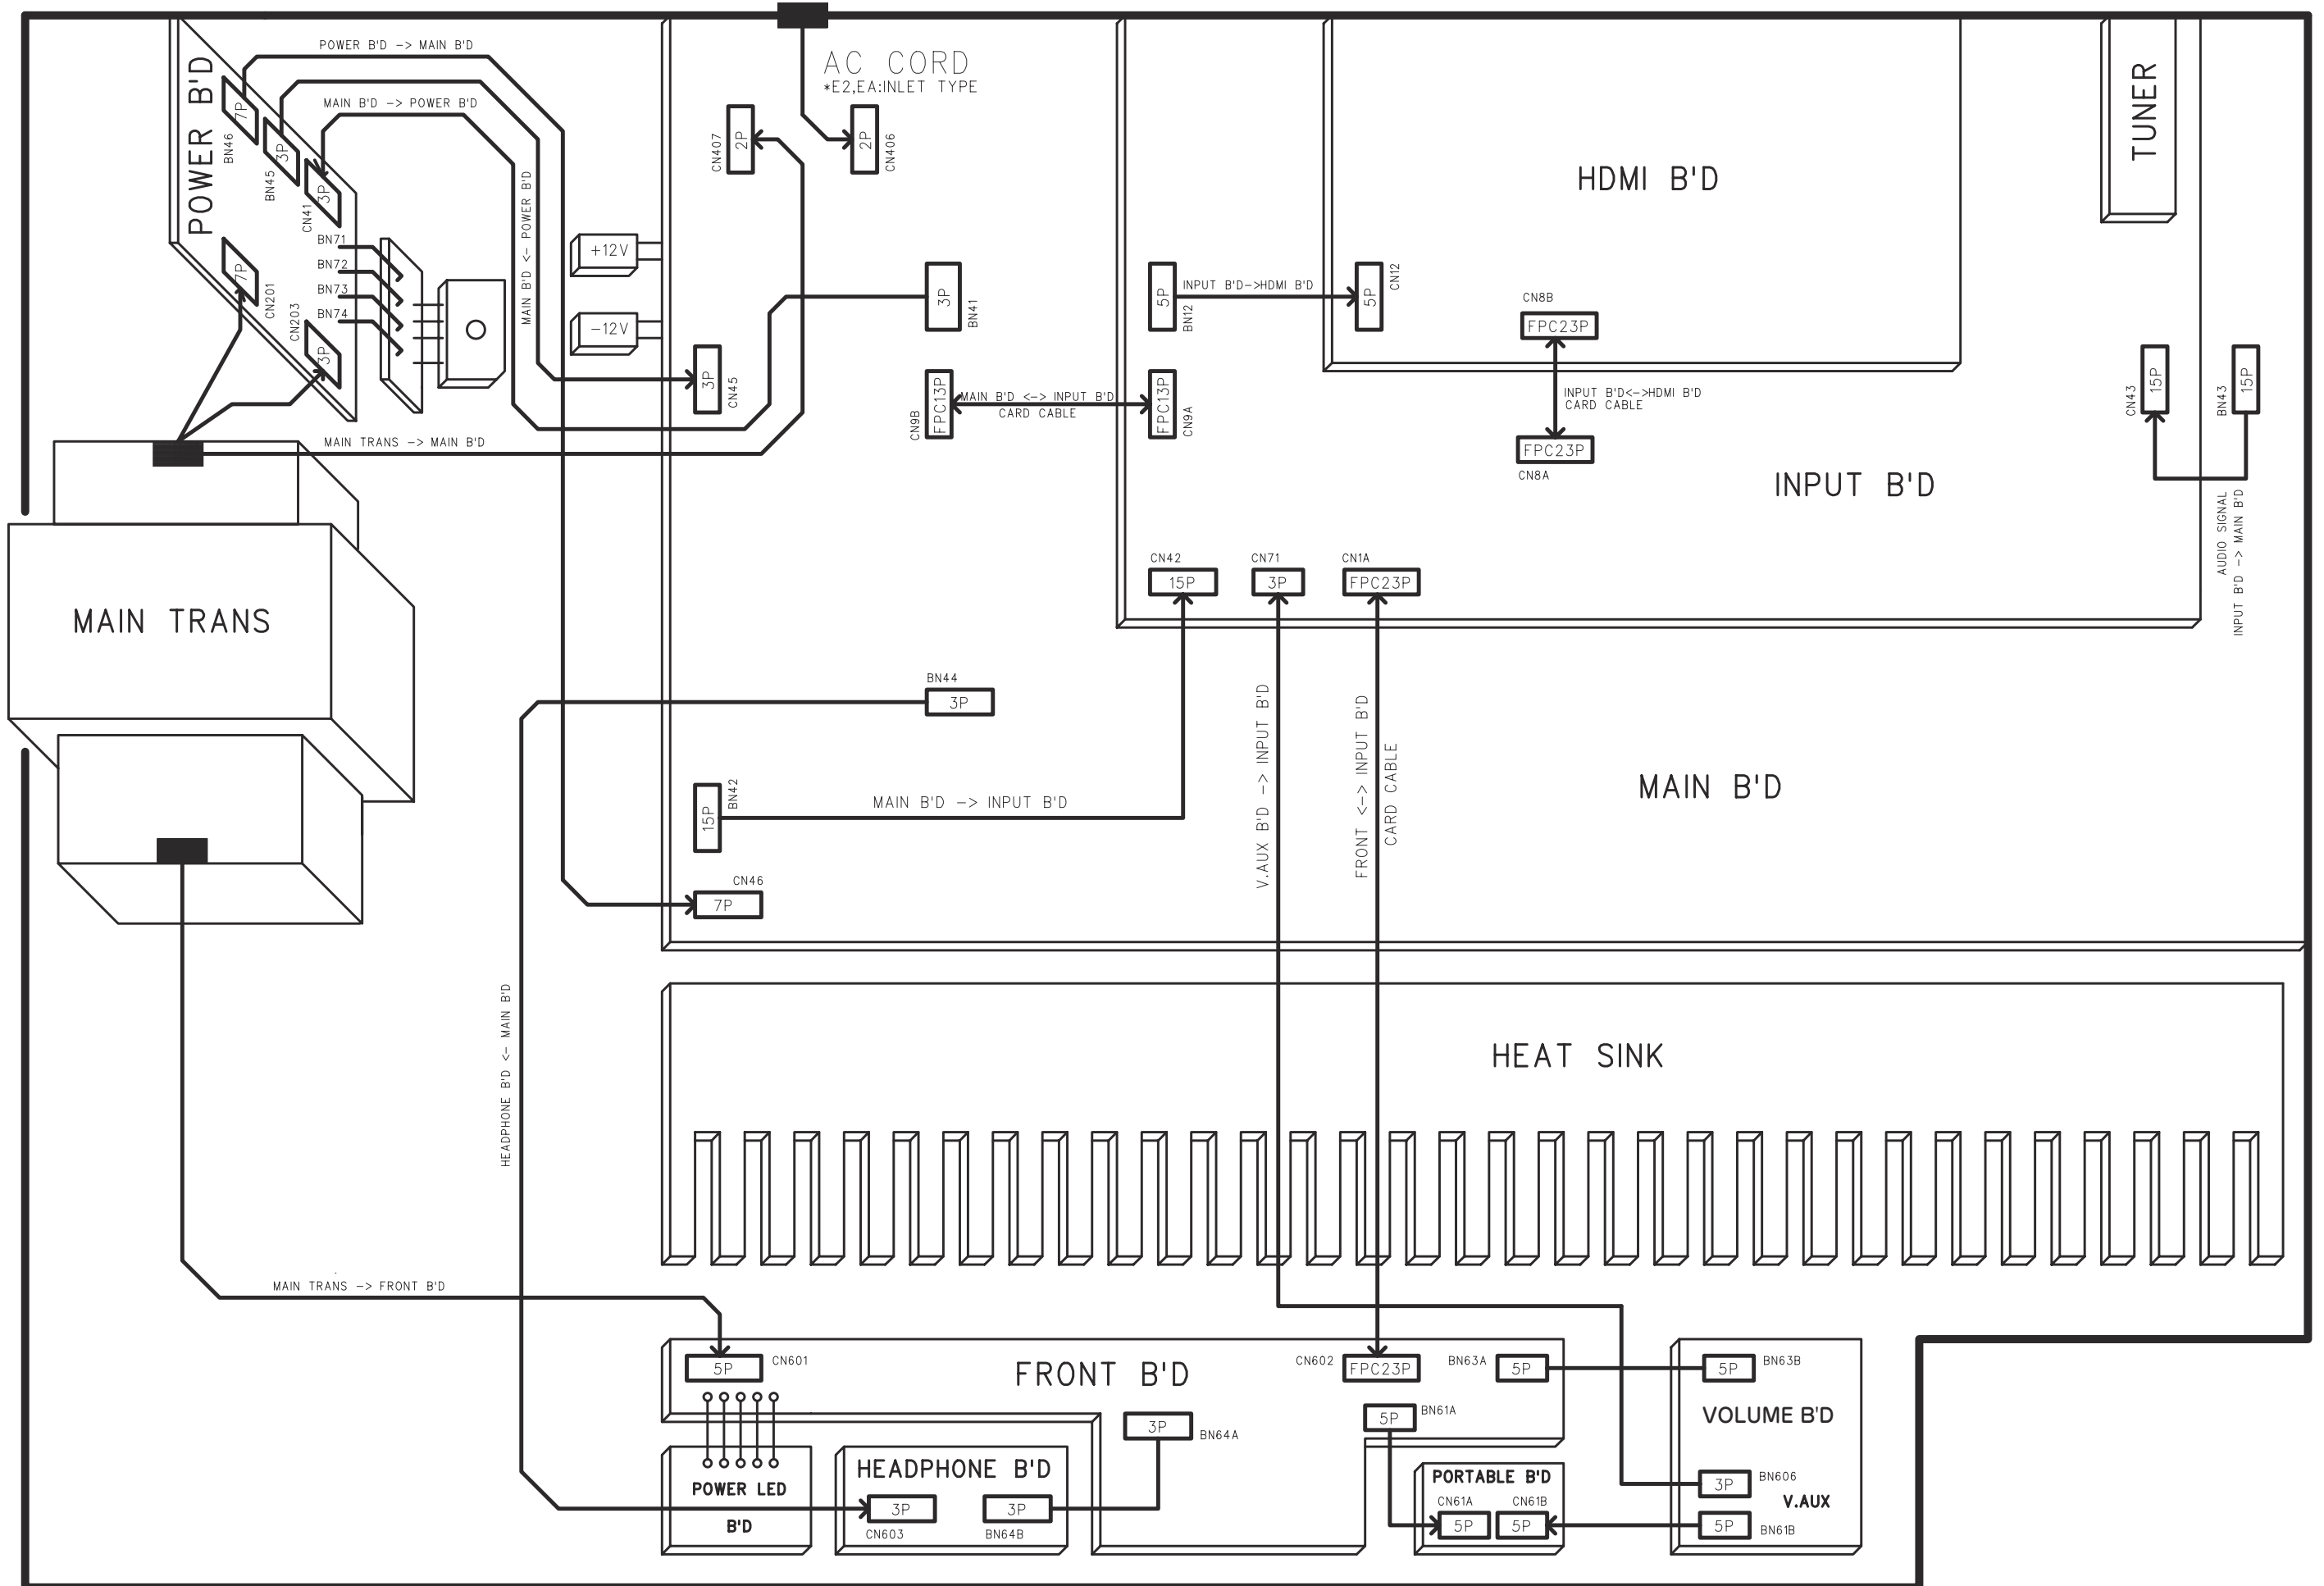 POWER B'D -> MAIN B'D
AC CORD
*E2,EA:INLET TYPE
POWER B'D
MAIN B'D -> POWER B'D
7P
BN46
3P
BN45
3P
CN41
MAIN B'D <- POWER B'D
2P
CN407
2P
CN406
TUNER
HDMI B'D
BN71
BN72
BN73
BN74
7P
CN201
CN203
3P
+12V
-12V
3P
BN41
5P
BN12
INPUT B'D->HDMI B'D
5P
CN12
CN8B
FPC23P
3P
CN45
FPC13P
CN9B
MAIN B'D <-> INPUT B'D
CARD CABLE
FPC13P
CN9A
INPUT B'D<->HDMI B'D
CARD CABLE
FPC23P
CN8A
CN43
15P
BN43
15P
MAIN TRANS -> MAIN B'D
INPUT B'D
AUDIO SIGNAL
INPUT B'D -> MAIN B'D
MAIN TRANS
CN42
15P
CN71
3P
CN1A
FPC23P
BN44
3P
V.AUX B'D -> INPUT B'D
FRONT <-> INPUT B'D
CARD CABLE
MAIN B'D
15P
BN42
MAIN B'D -> INPUT B'D
CN46
7P
HEADPHONE B'D <- MAIN B'D
HEAT SINK
MAIN TRANS -> FRONT B'D
5P
CN601
FRONT B'D
CN602
FPC23P
BN63A
5P
5P
BN63B
3P
BN64A
5P
BN61A
VOLUME B'D
POWER LED
B'D
HEADPHONE B'D
3P
CN603
3P
BN64B
PORTABLE B'D
CN61A
CN61B
5P
5P
3P
BN606
V.AUX
5P
BN61B